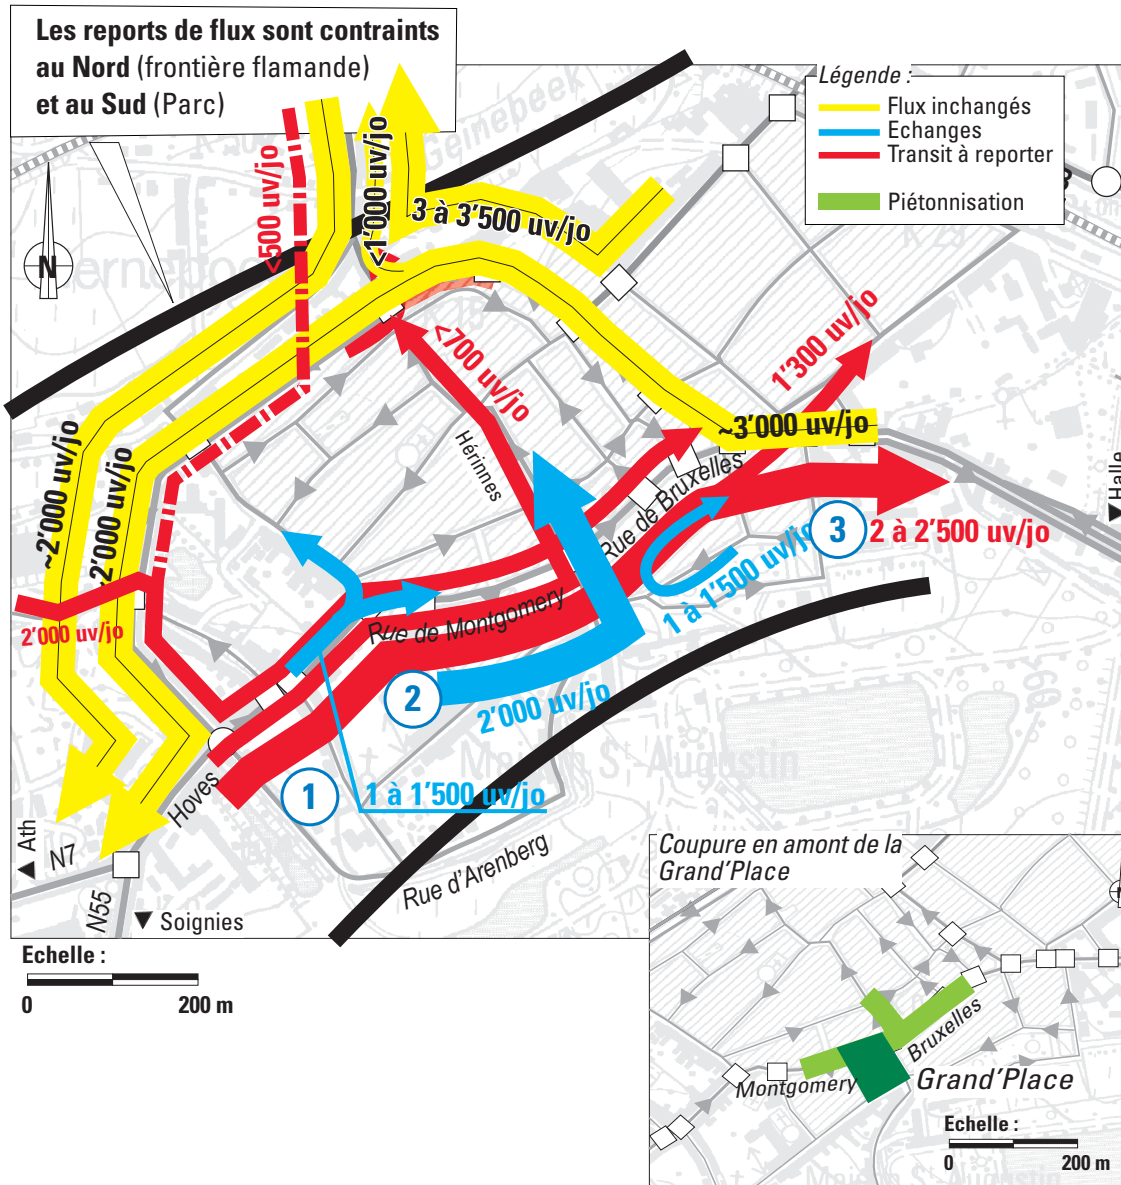 Les reports de flux sont contraints
au Nord (frontière flamande)
et au Sud (Parc)
Légende :
Flux inchangés
Echanges
Transit à reporter
Piétonnisation
N
<500 uv/jo
<1'000 uv/jo
3 à 3'500 uv/jo
<700 uv/jo
1'300 uv/jo
~3'000 uv/jo
~2'000 uv/jo
~2'000 uv/jo
2'000 uv/jo
Hérinnes
Rue de Bruxelles
Rue de Montgomery
Halle
3
2 à 2'500 uv/jo
1 à 1'500 uv/jo
2
2'000 uv/jo
1
1 à 1'500 uv/jo
Hoves
Rue d'Arenberg
Ath
N7
N55
Soignies
Echelle :
0 200 m
Coupure en amont de la
Grand'Place
Bruxelles
Montgomery
Grand'Place
Echelle :
0 200 m